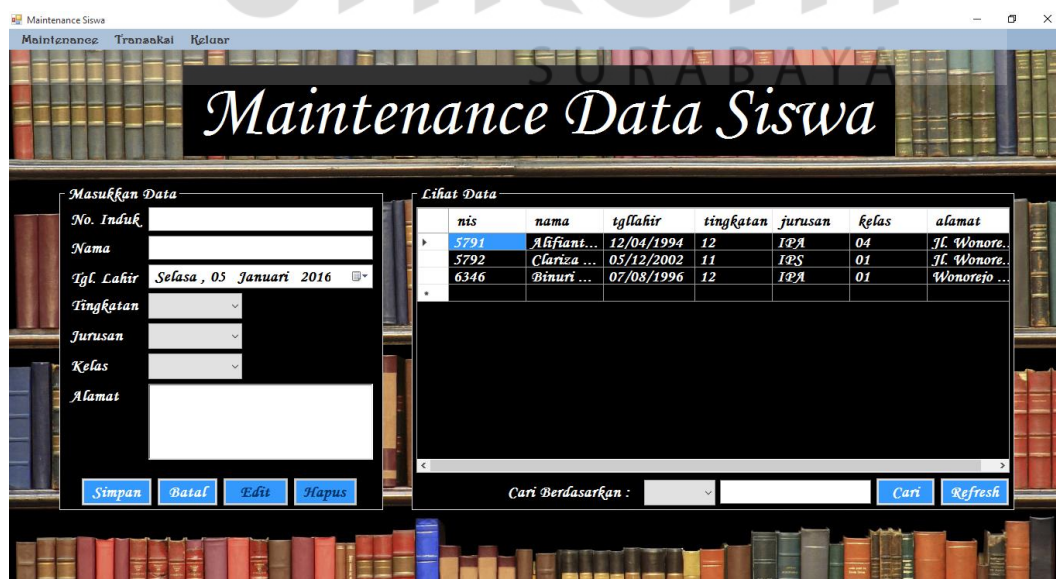 Maintenance Siswa
Maintenance Transaksi Keluar
SURABAYA
Maintenance Data Siswa
Masukkan Data
No. Induk
Nama
Tgl. Lahir Selasa , 05 Januari 2016
Tingkatan
Jurusan
Kelas
Alamat
Simpan Batal Edit Hapus
Lihat Data
nis nama tgllahir tingkatan jurusan kelas alamat
5791 Alifiant... 12/04/1994 12 IPA 04 Jl. Wonore...
5792 Clariza ... 05/12/2002 11 IPS 01 Jl. Wonore...
6346 Binuri ... 07/08/1996 12 IPA 01 Wonorejo ...
Cari Berdasarkan : Cari Refresh